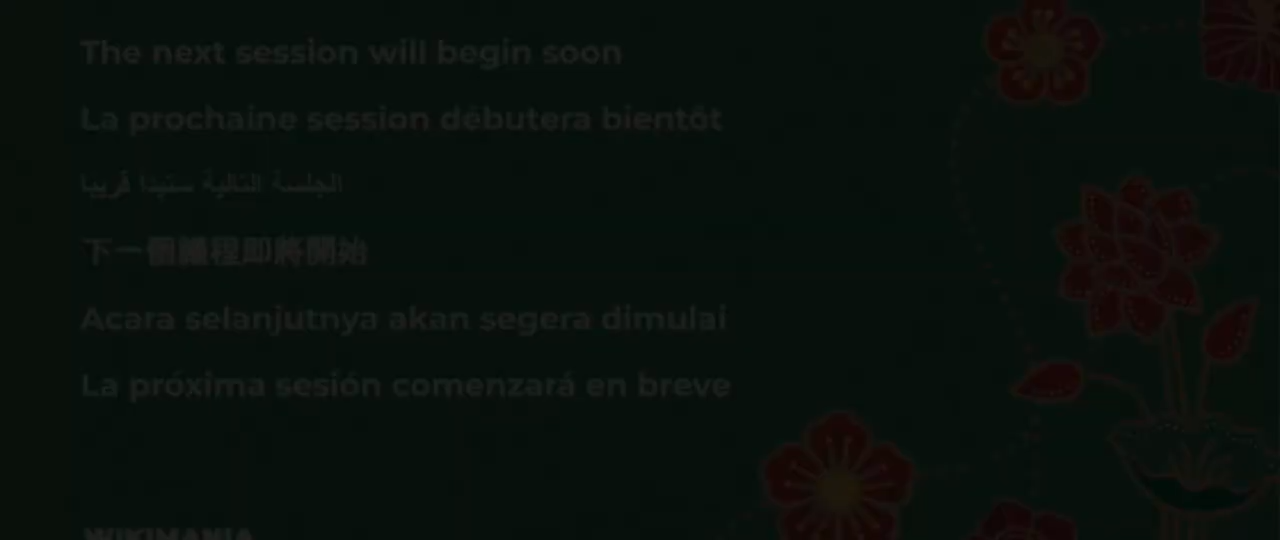 The next session will begin soon
La prochaine session débutera bientôt
الجلسة التالية ستبدا قريبا
下一個議程即將開始
Acara selanjutnya akan segera dimulai
La próxima sesión comenzará en breve
WIKIMANIA